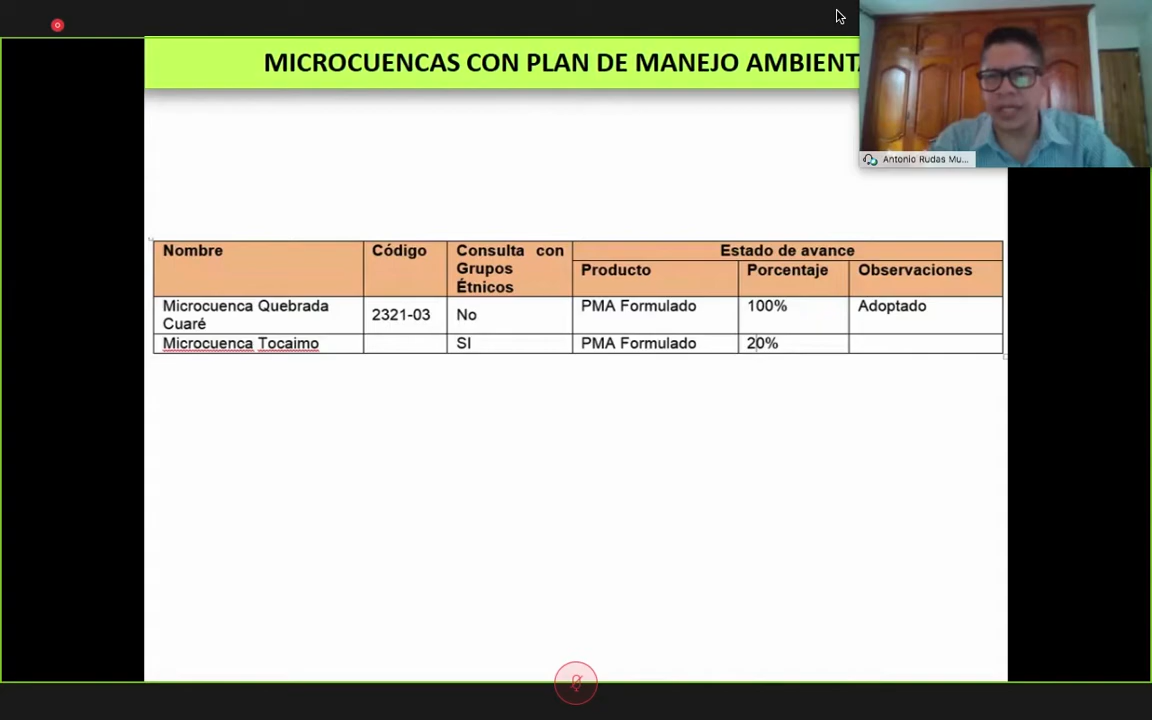 MICROCUENCAS CON PLAN DE MANEJO
Antonio Rudas Mu...
Nombre
Código
Consulta con
Grupos
Étnicos
Estado de avance
Producto
Porcentaje
Observaciones
Microcuenca Quebrada
Cuaré
2321-03
No
PMA Formulado
100%
Adoptado
Microcuenca Tocaimo
SI
PMA Formulado
20%